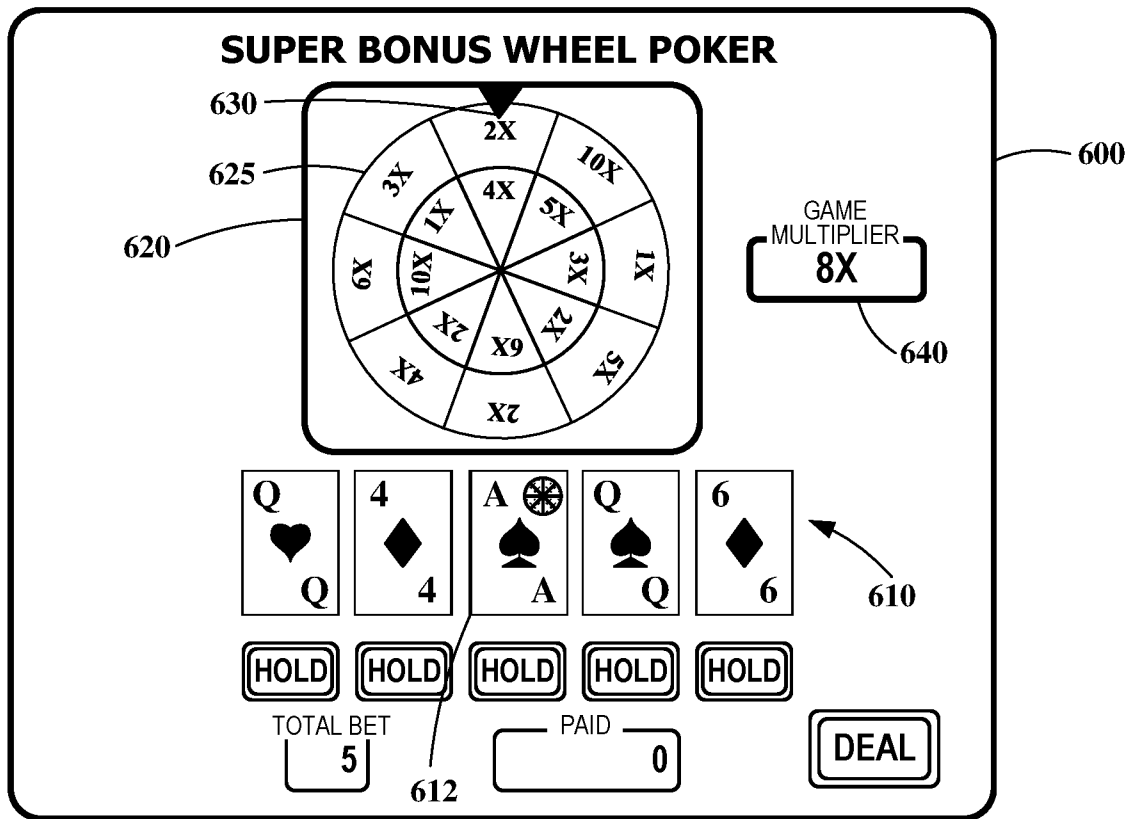 SUPER BONUS WHEEL POKER
630
625
620
600
2X
10X
1X
5X
2X
4X
6X
3X
4X
5X
3X
2X
6X
2X
10X
1X
GAME
MULTIPLIER
8X
640
Q Q
4 4
A A
Q Q
6 6
610
HOLD HOLD HOLD HOLD HOLD
TOTAL BET
5
PAID
0
DEAL
612